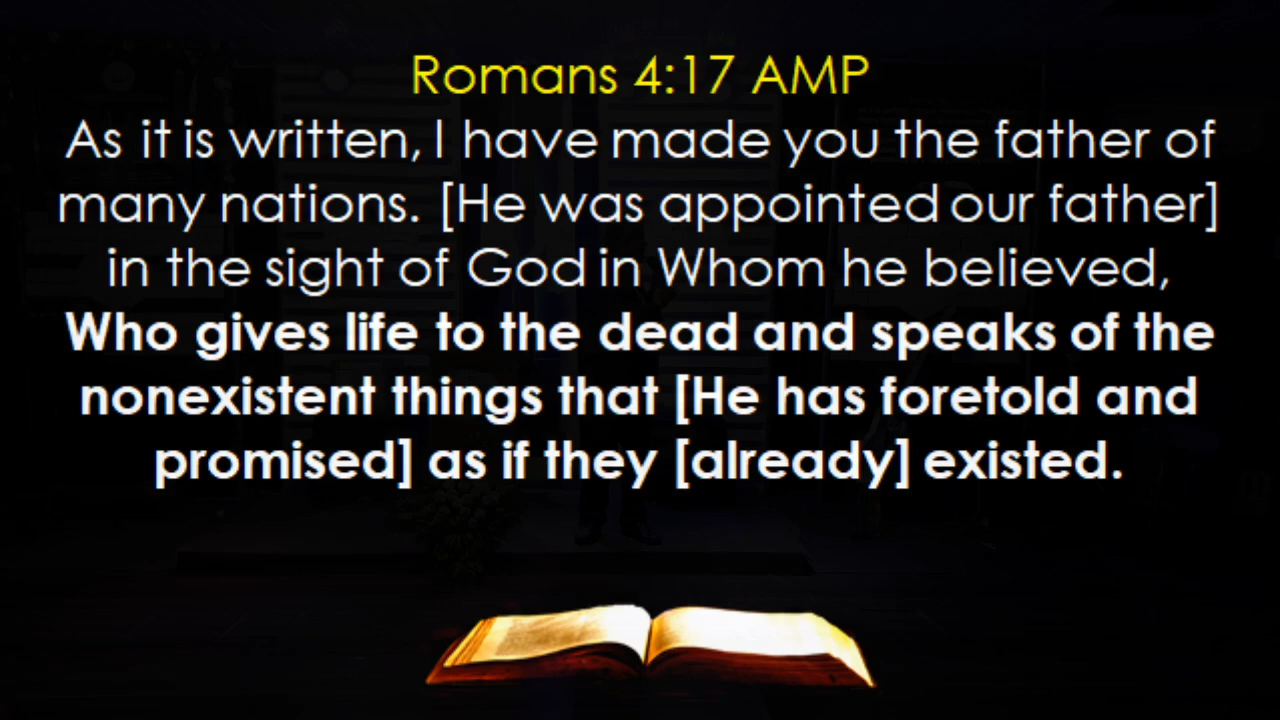 Romans 4:17 AMP
As it is written, I have made you the father of
many nations. [He was appointed our father]
in the sight of God in Whom he believed,
Who gives life to the dead and speaks of the
nonexistent things that [He has foretold and
promised] as if they [already] existed.